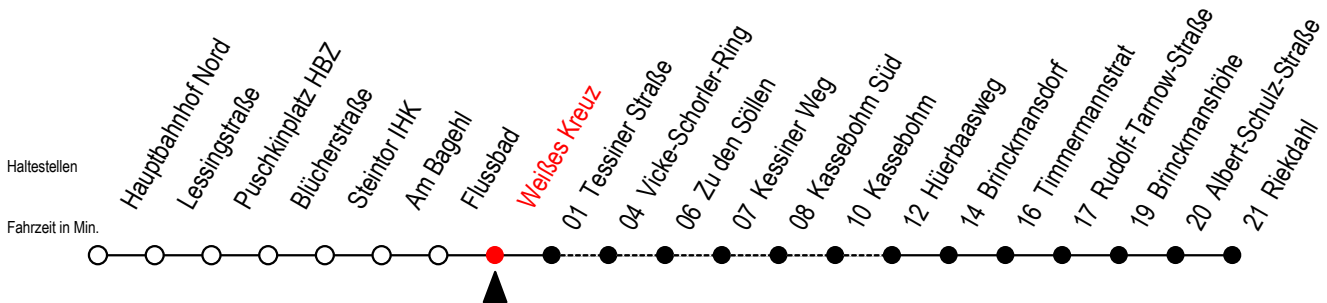 Haltestellen
Fahrzeit in Min.
Hauptbahnhof Nord
Lessingstraße
Puschkinplatz HBZ
Blücherstraße
Steintor IHK
Am Bagehl
Flussbad
Weißes Kreuz
01 Tessiner Straße
04 Vicke-Schorler-Ring
06 Zu den Söllen
07 Kessiner Weg
08 Kassebohm Süd
10 Kassebohm
12 Hüerbaasweg
14 Brinckmansdorf
16 Timmermannstrat
17 Rudolf-Tarnow-Straße
19 Brinckmanshöhe
20 Albert-Schulz-Straße
21 Riekdahl